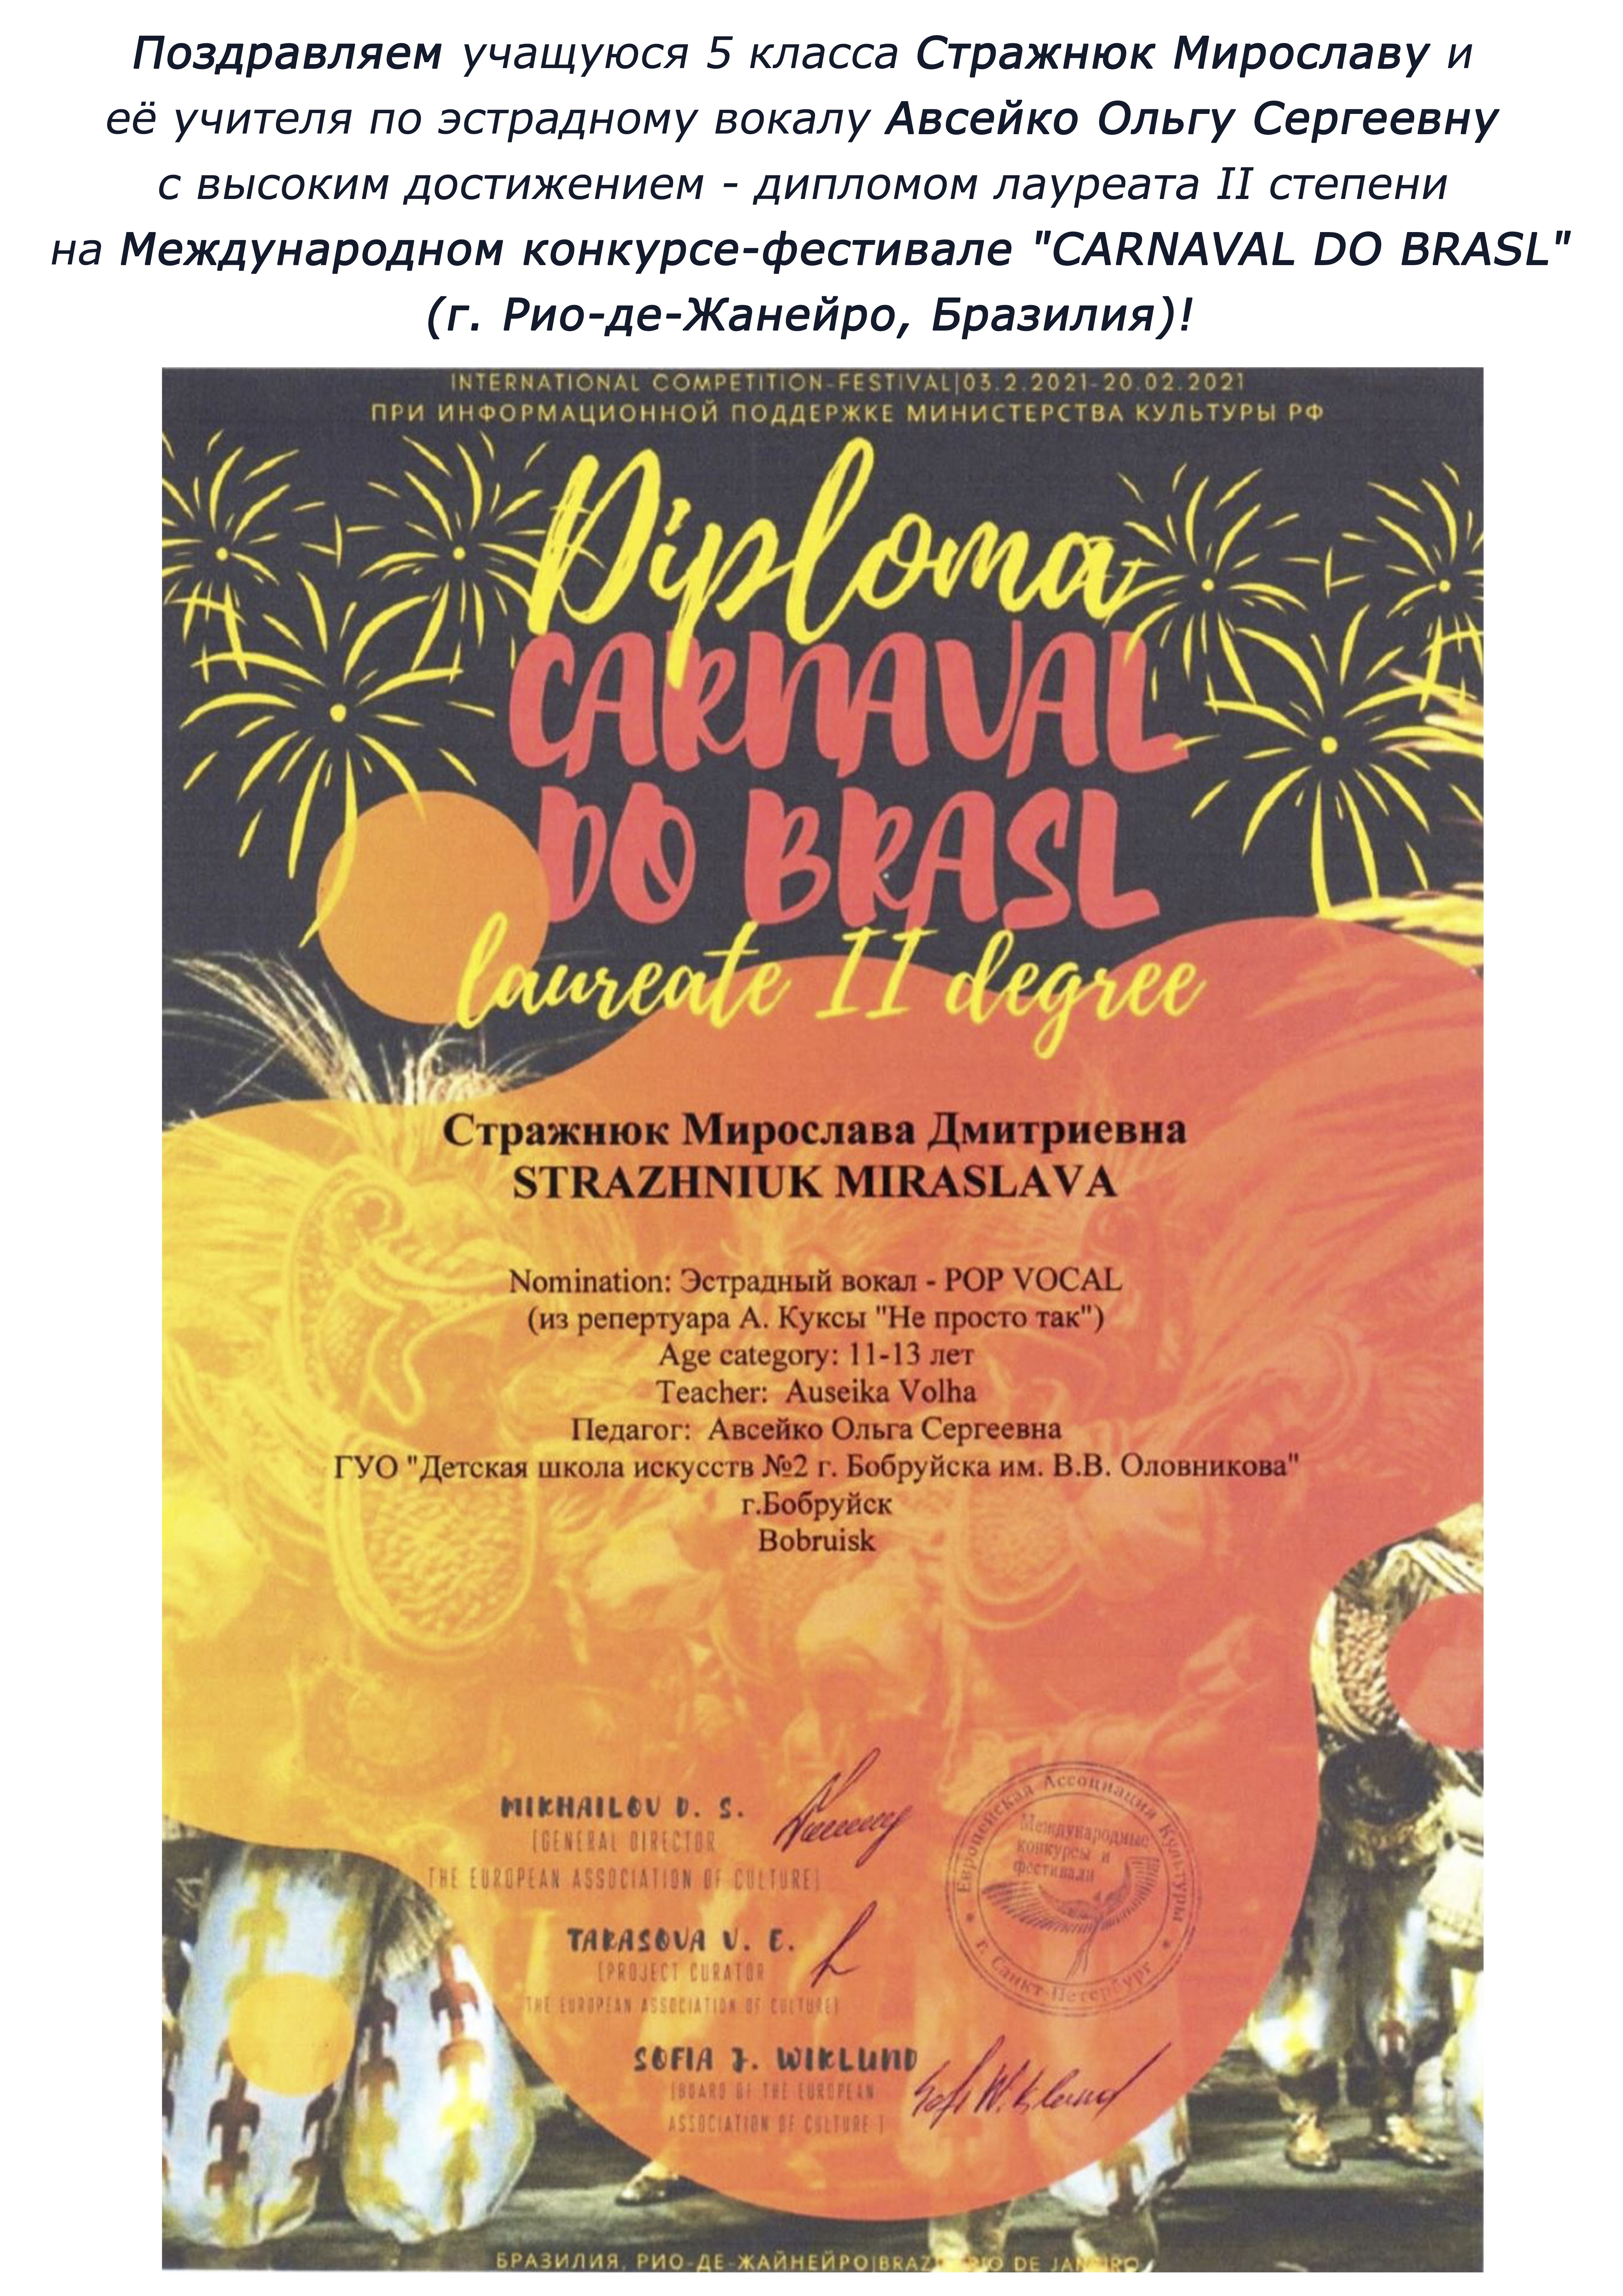 Поздравляем учащуюся 5 класса Стражнюк Мирославу и
её учителя по эстрадному вокалу Авсейко Ольгу Сергеевну
с высоким достижением - дипломом лауреата II степени
на Международном конкурсе-фестивале "CARNAVAL DO BRASL"
(г. Рио-де-Жанейро, Бразилия)!
INTERNATIONAL COMPETITION-FESTIVAL|03.2.2021-20.02.2021
ПРИ ИНФОРМАЦИОННОЙ ПОДДЕРЖКЕ МИНИСТЕРСТВА КУЛЬТУРЫ РФ
Diploma
CARNAVAL
DO BRASL
laureate II degree
Стражнюк Мирослава Дмитриевна
STRAZHNIUK MIRASLAVA
Nomination: Эстрадный вокал - POP VOCAL
(из репертуара А. Куксы "Не просто так")
Age category: 11-13 лет
Teacher: Auseika Volha
Педагог: Авсейко Ольга Сергеевна
ГУО "Детская школа искусств №2 г. Бобруйска им. В.В. Оловникова"
г.Бобруйск
Bobruisk
MIKHAILOV D. S.
[GENERAL DIRECTOR
THE EUROPEAN ASSOCIATION OF CULTURE]
TARASOVA V. E.
[PROJECT CURATOR
THE EUROPEAN ASSOCIATION OF CULTURE]
SOFIA J. WIKLUND
[BOARD OF THE EUROPEAN
ASSOCIATION OF CULTURE ]
Sofi Wiklund
Европейская Ассоциация Культуры
Международные
конкурсы и
фестивали
г. Санкт-Петербург
БРАЗИЛИЯ, РИО-ДЕ-ЖАЙНЕЙРО|BRAZ RIO DE JANEIRO